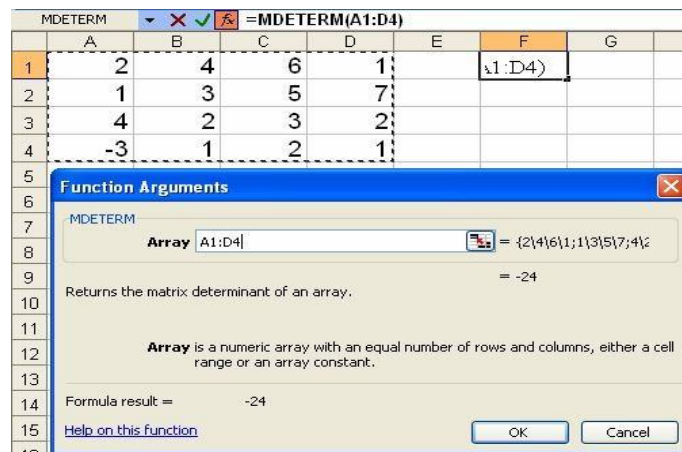 MDETERM =MDETERM(A1:D4)
A B C D E F G
1 2 4 6 1 A1:D4)
2 1 3 5 7
3 4 2 3 2
4 -3 1 2 1
5
6
7
8
9
10
11
12
13
14
15
Function Arguments
MDETERM
Array A1:D4 = {2\4\6\1;1\3\5\7;4\2
= -24
Returns the matrix determinant of an array.
Array is a numeric array with an equal number of rows and columns, either a cell
range or an array constant.
Formula result = -24
Help on this function OK Cancel